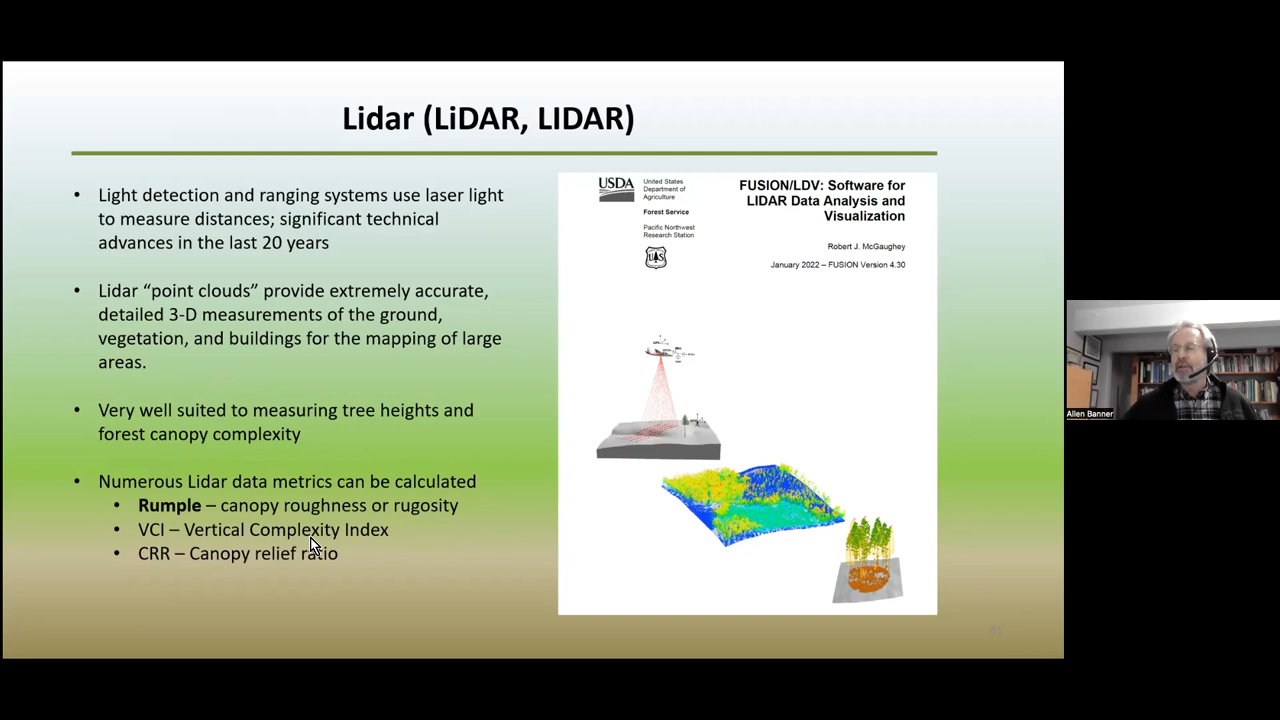 Lidar (LiDAR, LIDAR)
• Light detection and ranging systems use laser light
to measure distances; significant technical
advances in the last 20 years
• Lidar “point clouds” provide extremely accurate,
detailed 3-D measurements of the ground,
vegetation, and buildings for the mapping of large
areas.
• Very well suited to measuring tree heights and
forest canopy complexity
• Numerous Lidar data metrics can be calculated
• Rumple – canopy roughness or rugosity
• VCI – Vertical Complexity Index
• CRR – Canopy relief ratio
USDA
United States
Department of
Agriculture
Forest Service
Pacific Northwest
Research Station
FUSION/LDV: Software for
LIDAR Data Analysis and
Visualization
Robert J. McGaughey
January 2022 – FUSION Version 4.30
Allen Banner